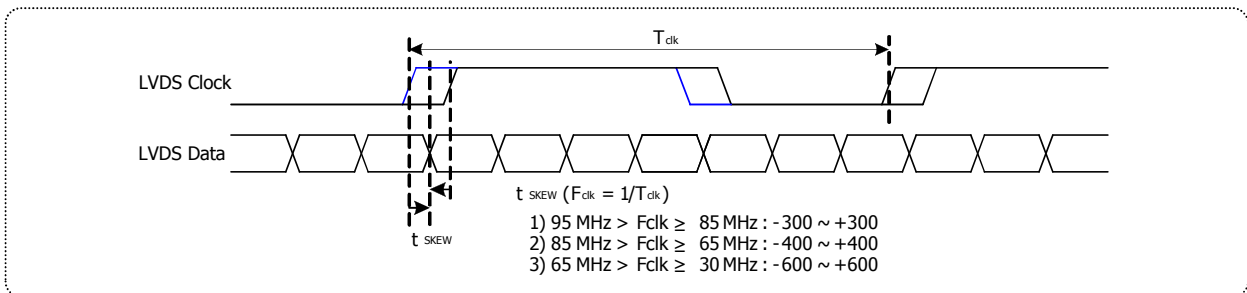 Tclk
LVDS Clock
LVDS Data
t SKEW (Fclk = 1/Tclk)
1) 95 MHz > Fclk ≥ 85 MHz : -300 ~ +300
t SKEW
2) 85 MHz > Fclk ≥ 65 MHz : -400 ~ +400
3) 65 MHz > Fclk ≥ 30 MHz : -600 ~ +600